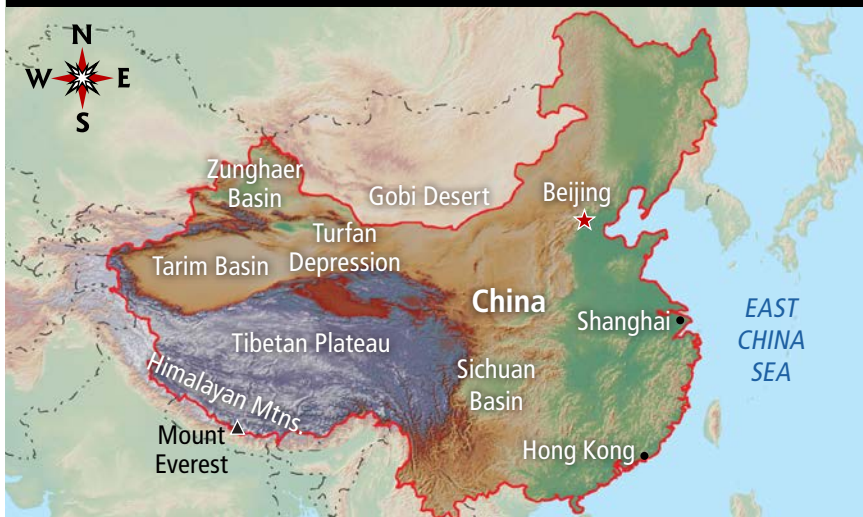 N
W E
S
Zunghaer
Basin
Gobi Desert
Beijing
Turfan
Depression
Tarim Basin
China
Shanghai
EAST
CHINA
SEA
Tibetan Plateau
Sichuan
Basin
Himalayan Mtns.
Mount
Everest
Hong Kong